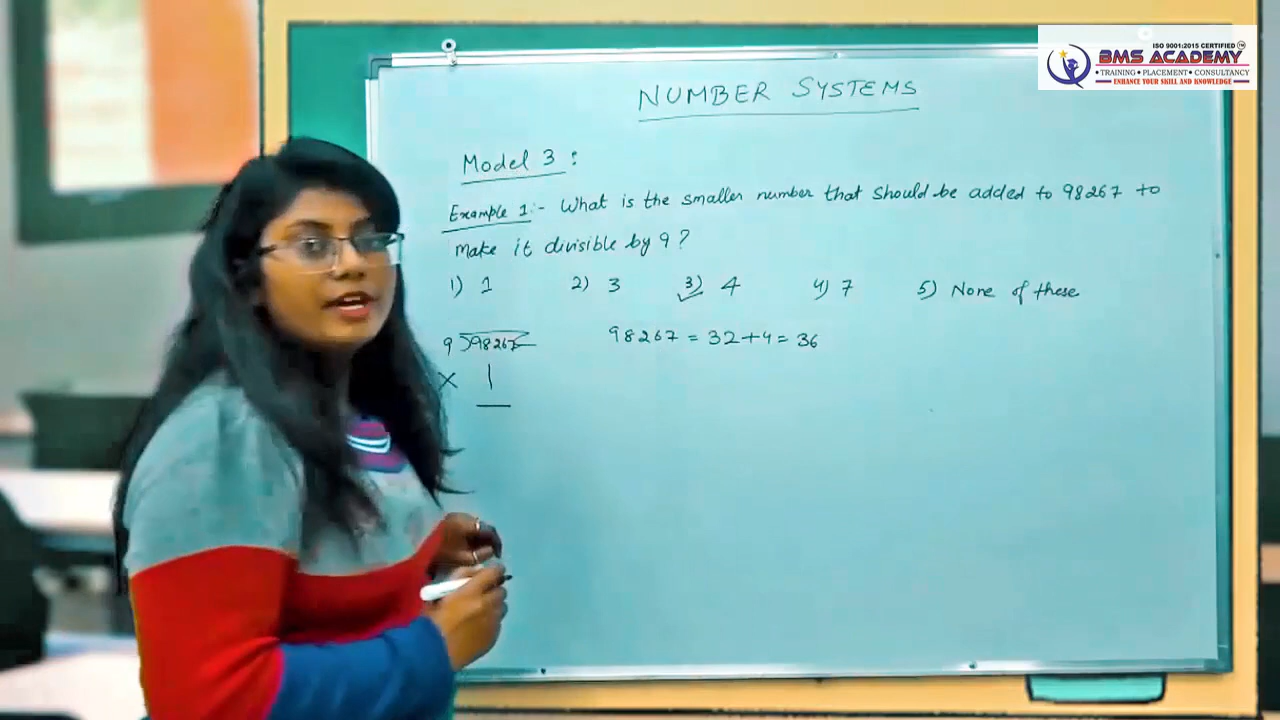 ISO 9001:2015 CERTIFIED
BMS ACADEMY
• TRAINING • PLACEMENT • CONSULTANCY
ENHANCE YOUR SKILL AND KNOWLEDGE
NUMBER SYSTEMS
Model 3 :
Example 1:- What is the smaller number that should be added to 98267 to
make it divisible by 9 ?
1) 1 2) 3 3) 4 4) 7 5) None of these
9 ) 98267 98267 = 32+4 = 36
× 1